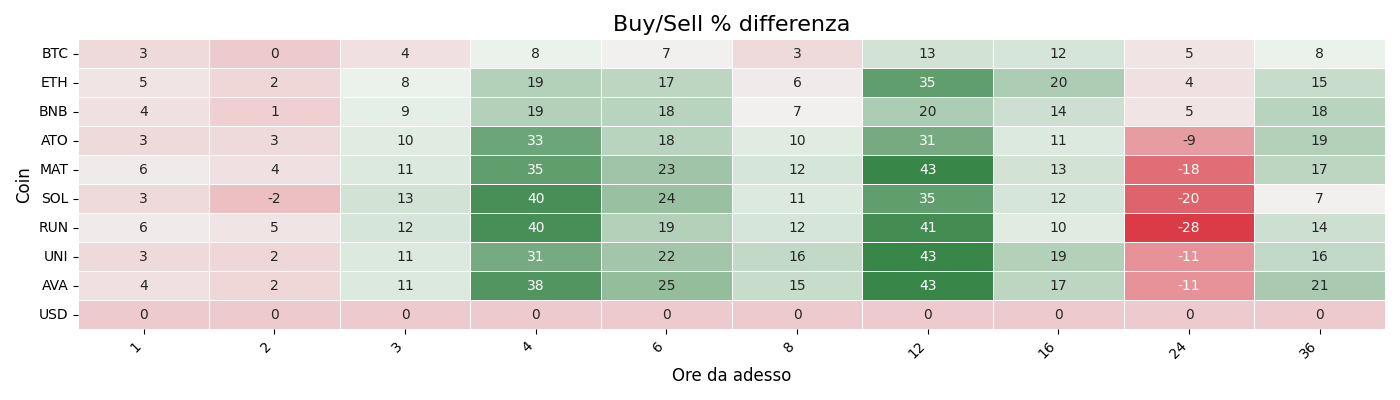 Buy/Sell % differenza
Coin
BTC 3 0 4 8 7 3 13 12 5 8
ETH 5 2 8 19 17 6 35 20 4 15
BNB 4 1 9 19 18 7 20 14 5 18
ATO 3 3 10 33 18 10 31 11 -9 19
MAT 6 4 11 35 23 12 43 13 -18 17
SOL 3 -2 13 40 24 11 35 12 -20 7
RUN 6 5 12 40 19 12 41 10 -28 14
UNI 3 2 11 31 22 16 43 19 -11 16
AVA 4 2 11 38 25 15 43 17 -11 21
USD 0 0 0 0 0 0 0 0 0 0
1 2 3 4 6 8 12 16 24 36
Ore da adesso